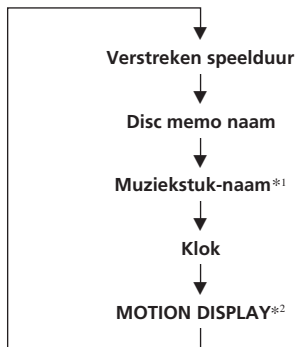 Verstreken speelduur
Disc memo naam
Muziekstuk-naam*1
Klok
MOTION DISPLAY*2